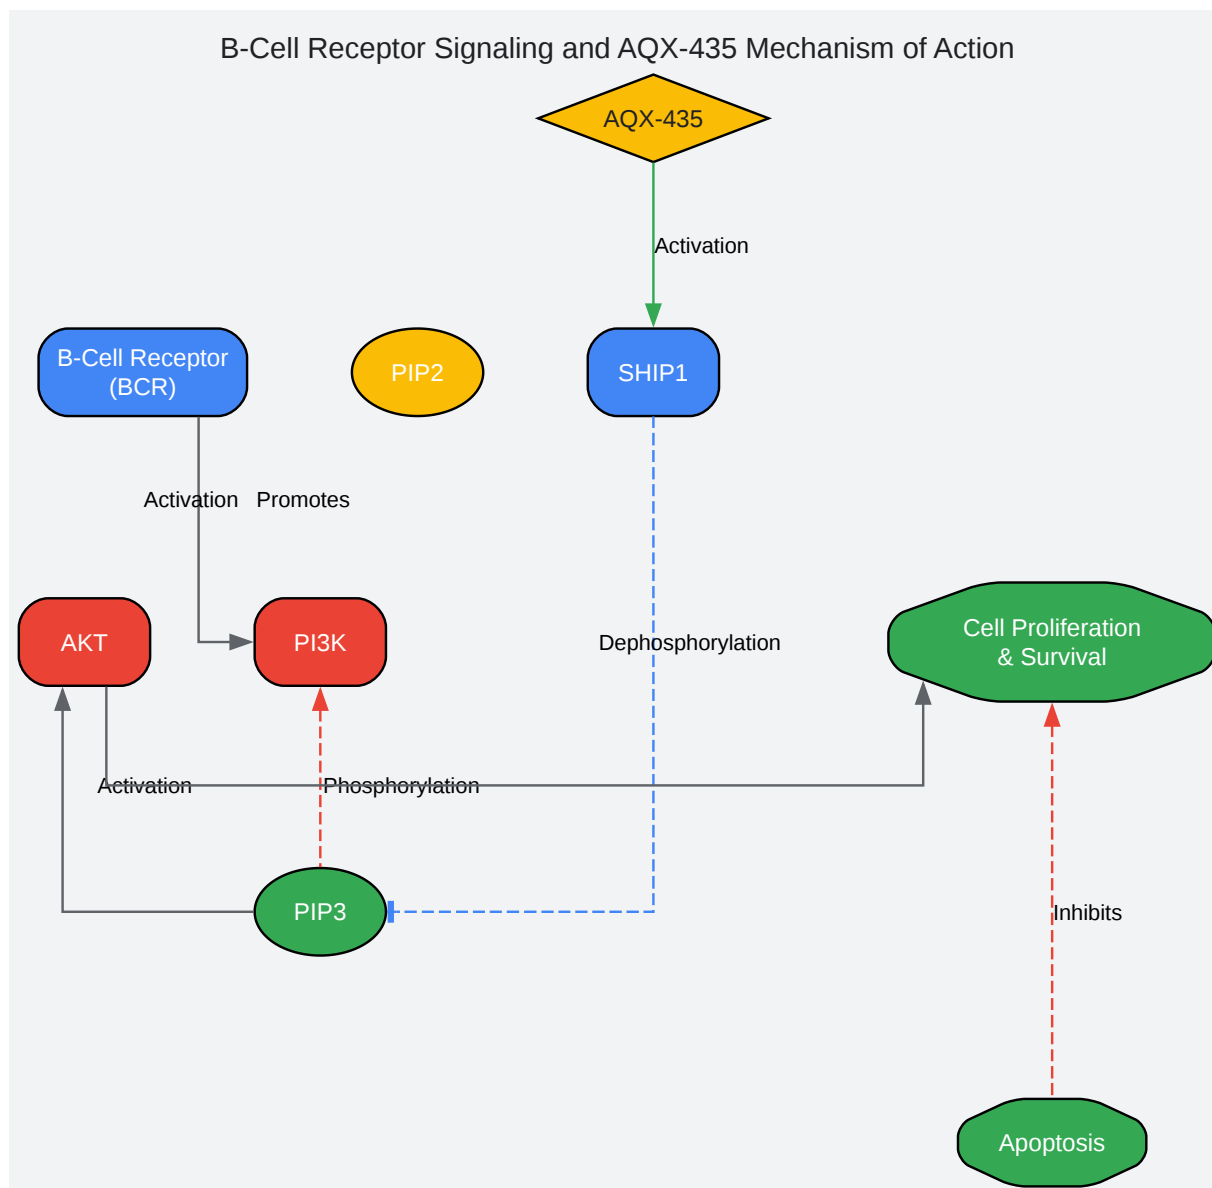 B-Cell Receptor Signaling and AQX-435 Mechanism of Action
AQX-435
Activation
B-Cell Receptor
(BCR)
PIP2
SHIP1
Activation
Promotes
AKT
PI3K
Dephosphorylation
Cell Proliferation
& Survival
Activation
Phosphorylation
PIP3
Inhibits
Apoptosis